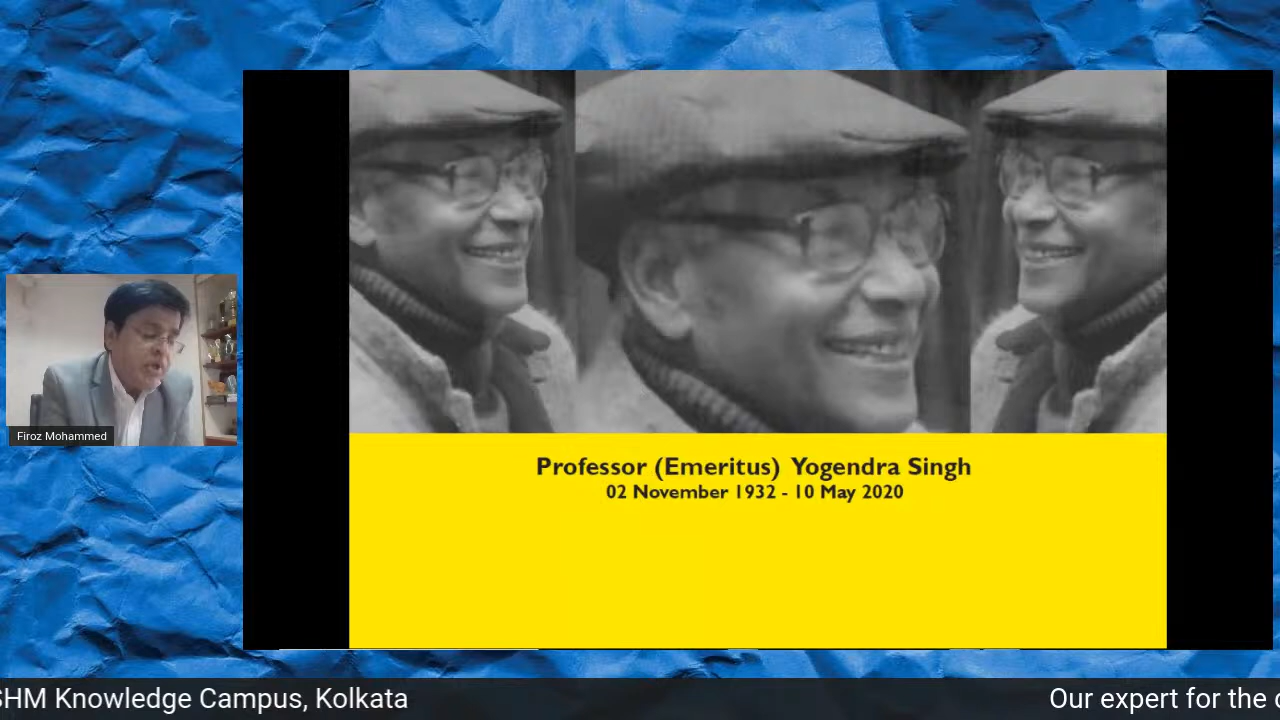 Professor (Emeritus) Yogendra Singh
02 November 1932 - 10 May 2020
Firoz Mohammed
SHM Knowledge Campus, Kolkata
Our expert for the